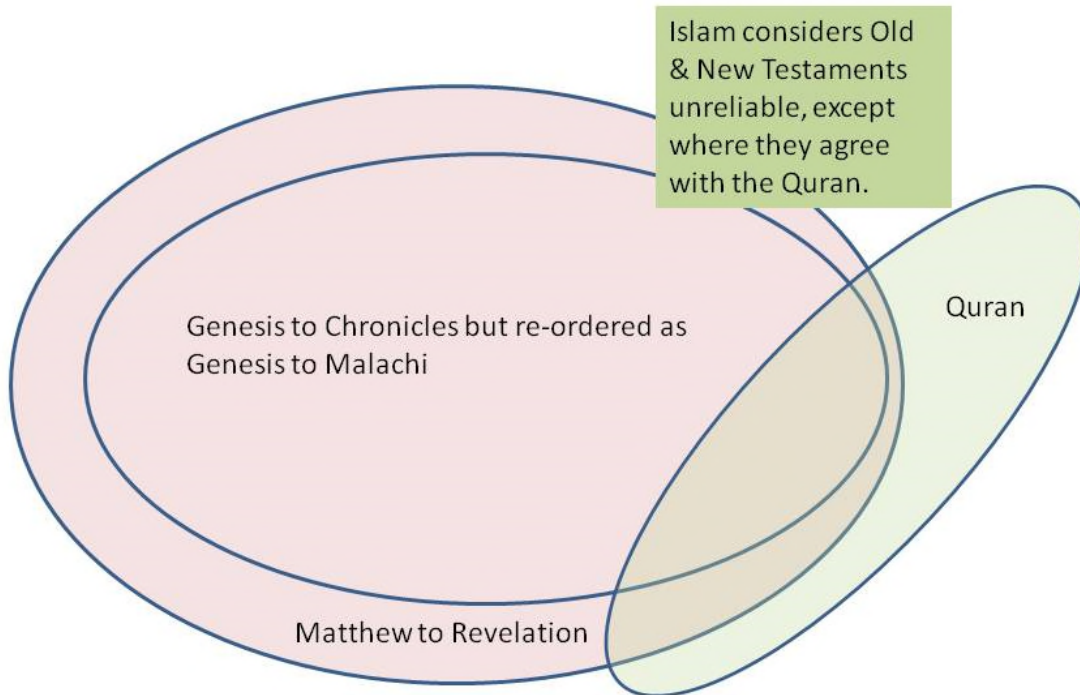 Islam considers Old
& New Testaments
unreliable, except
where they agree
with the Quran.
Quran
Genesis to Chronicles but re-ordered as
Genesis to Malachi
Matthew to Revelation